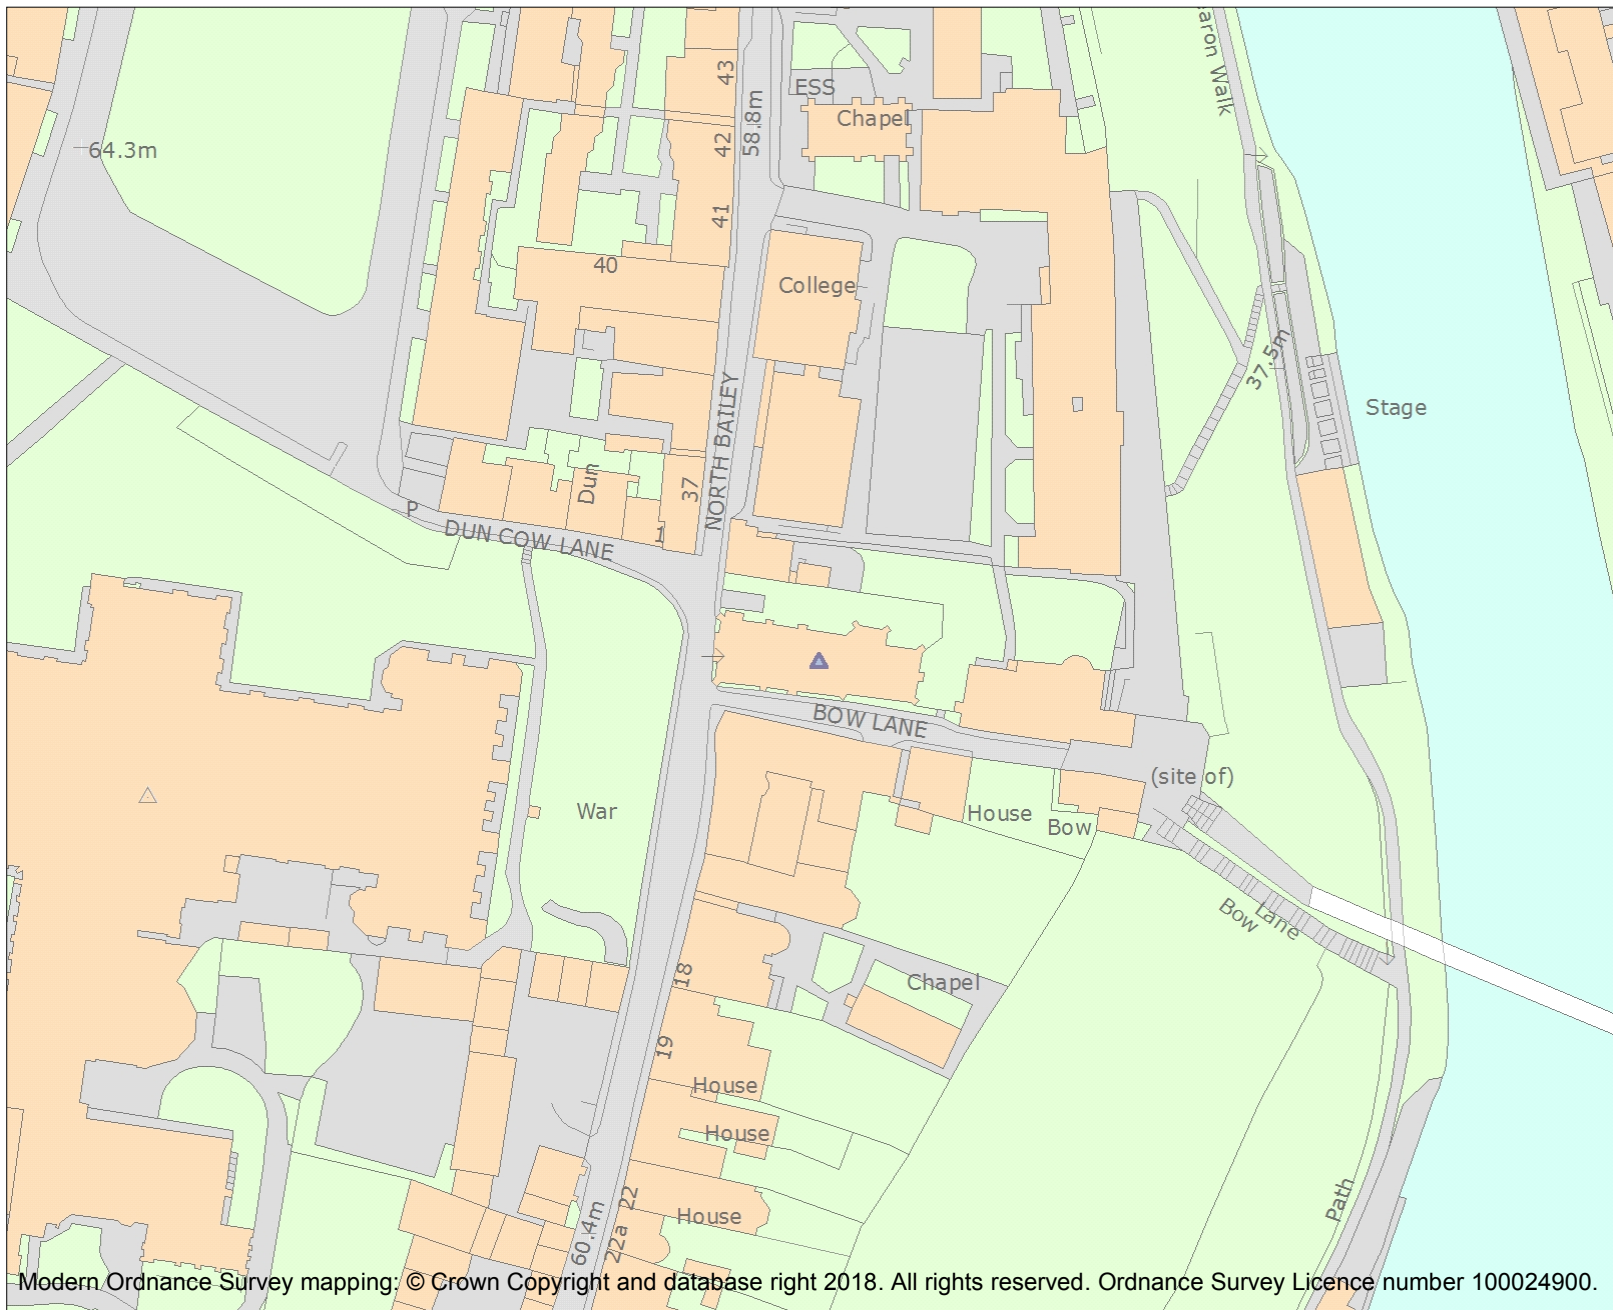 aron Walk
43
ESS
58.8m
Chapel
42
64.3m
41
40
College
37.5m
Stage
NORTH BAILEY
Dun
37
P
DUN COW LANE
1
BOW LANE
(site of)
War
House
Bow
Bow Lane
18
Chapel
19
House
House
Path
22
House
60.4m
22a
Modern Ordnance Survey mapping: © Crown Copyright and database right 2018. All rights reserved. Ordnance Survey Licence number 100024900.